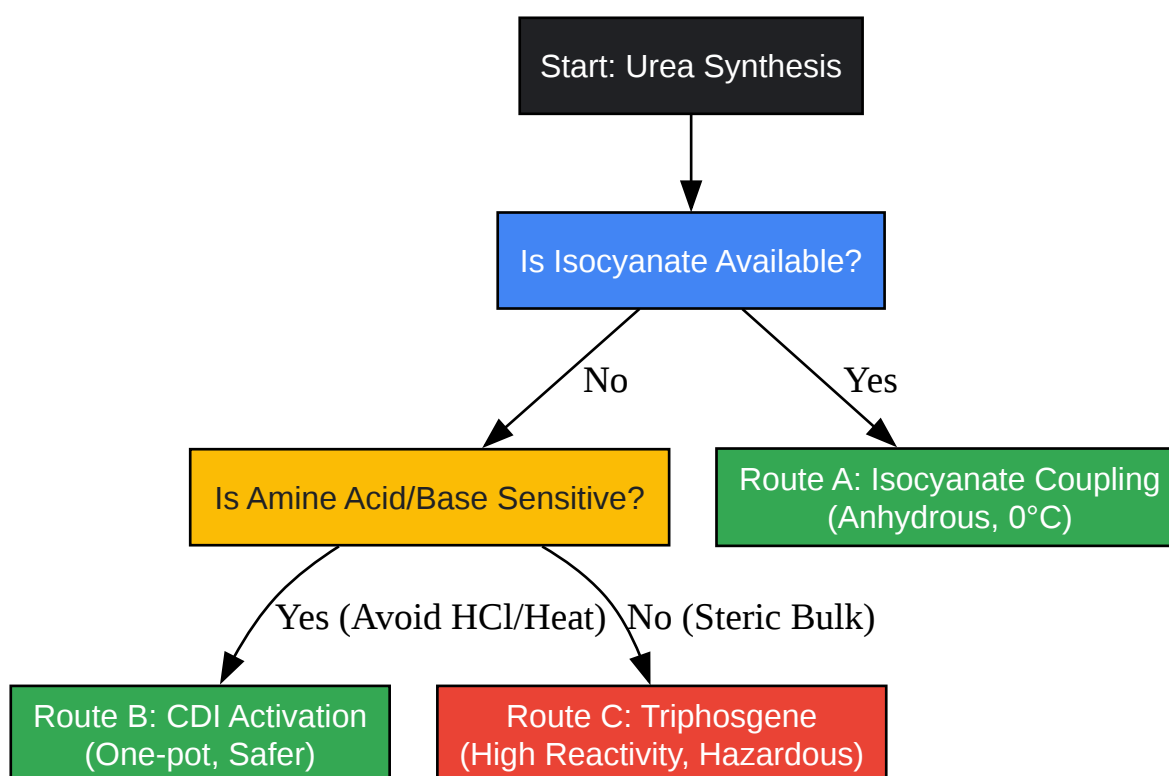 Start: Urea Synthesis
Is Isocyanate Available?
No
Yes
Is Amine Acid/Base Sensitive?
Route A: Isocyanate Coupling
(Anhydrous, 0°C)
Yes (Avoid HCl/Heat)
No (Steric Bulk)
Route B: CDI Activation
(One-pot, Safer)
Route C: Triphosgene
(High Reactivity, Hazardous)